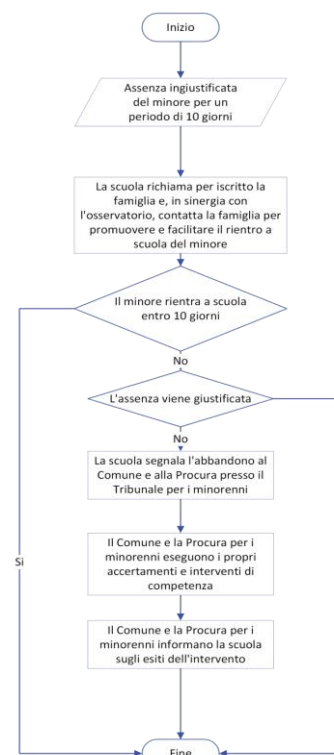 Inizio
Assenza ingiustificata
del minore per un
periodo di 10 giorni
La scuola richiama per iscritto la
famiglia e, in sinergia con
l'osservatorio, contatta la famiglia per
promuovere e facilitare il rientro a
scuola del minore
Il minore rientra a scuola
entro 10 giorni
No
L'assenza viene giustificata
No
La scuola segnala l'abbandono al
Comune e alla Procura presso il
Tribunale per i minorenni
Il Comune e la Procura per i
minorenni eseguono i propri
accertamenti e interventi di
competenza
Si
Il Comune e la Procura per i
minorenni informano la scuola
sugli esiti dell'intervento
Fine